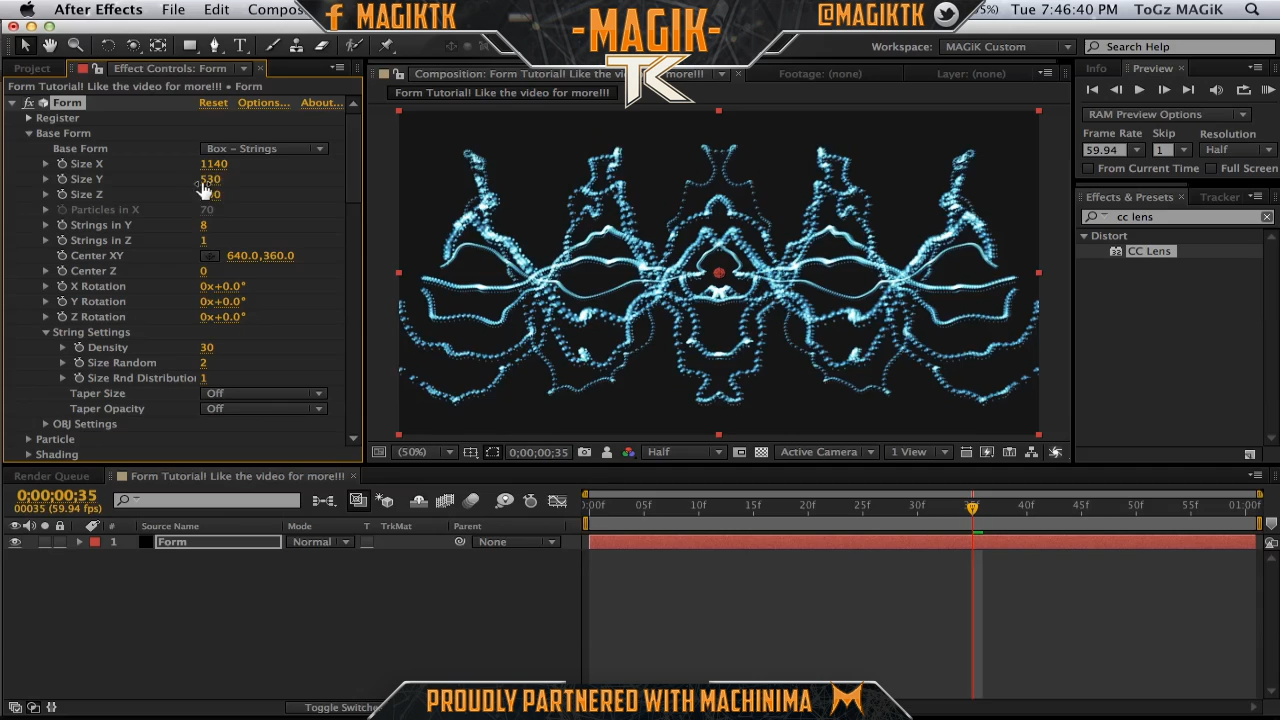 After Effects File Edit Compos
MAGIKTK
-MAGIK-
TK
@MAGIKTK
Tue 7:46:40 PM ToGz MAGiK
Workspace: MAGiK Custom
Search Help
Project
Effect Controls: Form
Form Tutorial! Like the video for more!!! • Form
fx Form Reset Options... About...
Register
Base Form
Base Form Box – Strings
Size X 1140
Size Y 530
Size Z
Particles in X 70
Strings in Y 8
Strings in Z 1
Center XY 640.0,360.0
Center Z 0
X Rotation 0x+0.0°
Y Rotation 0x+0.0°
Z Rotation 0x+0.0°
String Settings
Density 30
Size Random 2
Size Rnd Distributio 1
Taper Size Off
Taper Opacity Off
OBJ Settings
Particle
Shading
Composition: Form Tutorial! Like the video for more!!!
Footage: (none)
Layer: (none)
Form Tutorial! Like the video for more!!!
(50%) 0;00;00;35 Half Active Camera 1 View
Info Preview
RAM Preview Options
Frame Rate Skip Resolution
59.94 1 Half
From Current Time Full Screen
Effects & Presets Tracker
cc lens
Distort
CC Lens
Render Queue
Form Tutorial! Like the video for more!!!
0;00;00;35
00035 (59.94 fps)
# Source Name Mode T TrkMat Parent
1 Form Normal None
:00f 05f 10f 15f 20f 25f 30f 35f 40f 45f 50f 55f 01:00f
Toggle Switche
PROUDLY PARTNERED WITH MACHINIMA